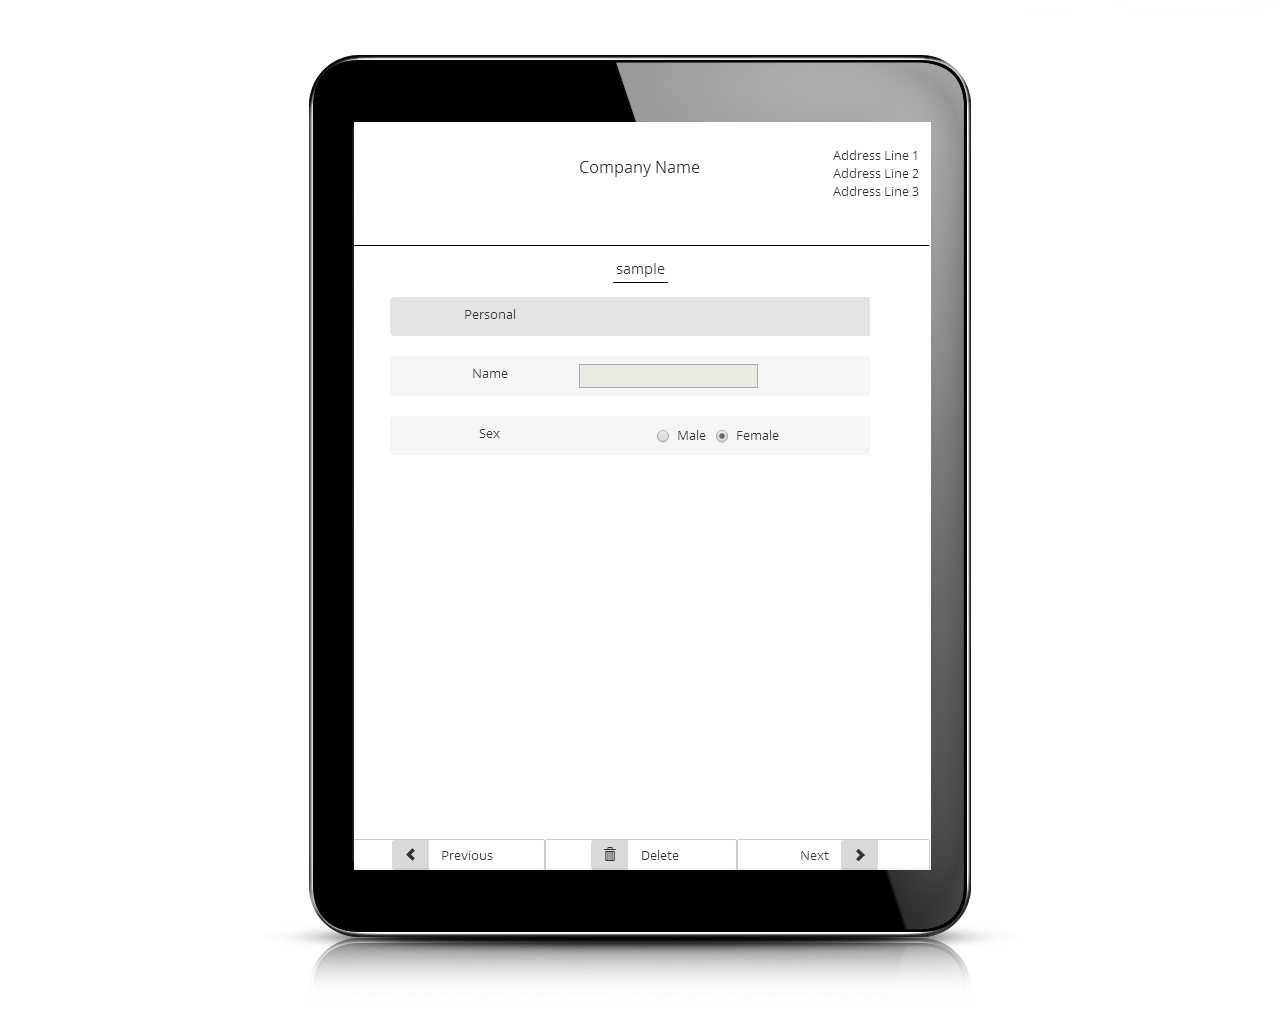 Company Name
Address Line 1
Address Line 2
Address Line 3
sample
Personal
Name
Sex
Male Female
Previous
Delete
Next